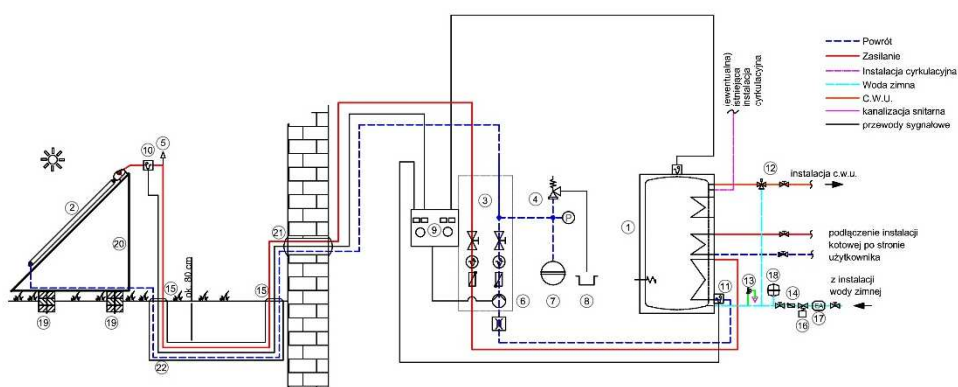 Powrót
Zasilanie
Instalacja cyrkulacyjna
Woda zimna
C.W.U.
kanalizacja snitarna
przewody sygnałowe
(ewentualna)
istniejąca
instalacja
cyrkulacyjna
5
10
2
20
21
15
ok. 80 cm
15
19
19
22
3
4
P
9
6
7
8
1
12
instalacja c.w.u.
podłączenie instalacji
kotowej po stronie
użytkownika
z instalacji
wody zimnej
11
13
18
14
16
EA
17